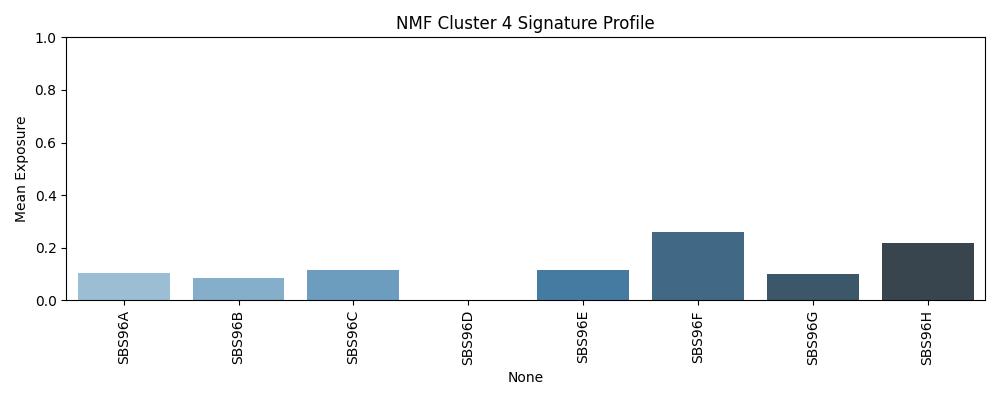 NMF Cluster 4 Signature Profile
1.0
0.8
0.6
0.4
0.2
0.0
Mean Exposure
SBS96A
SBS96B
SBS96C
SBS96D
SBS96E
SBS96F
SBS96G
SBS96H
None